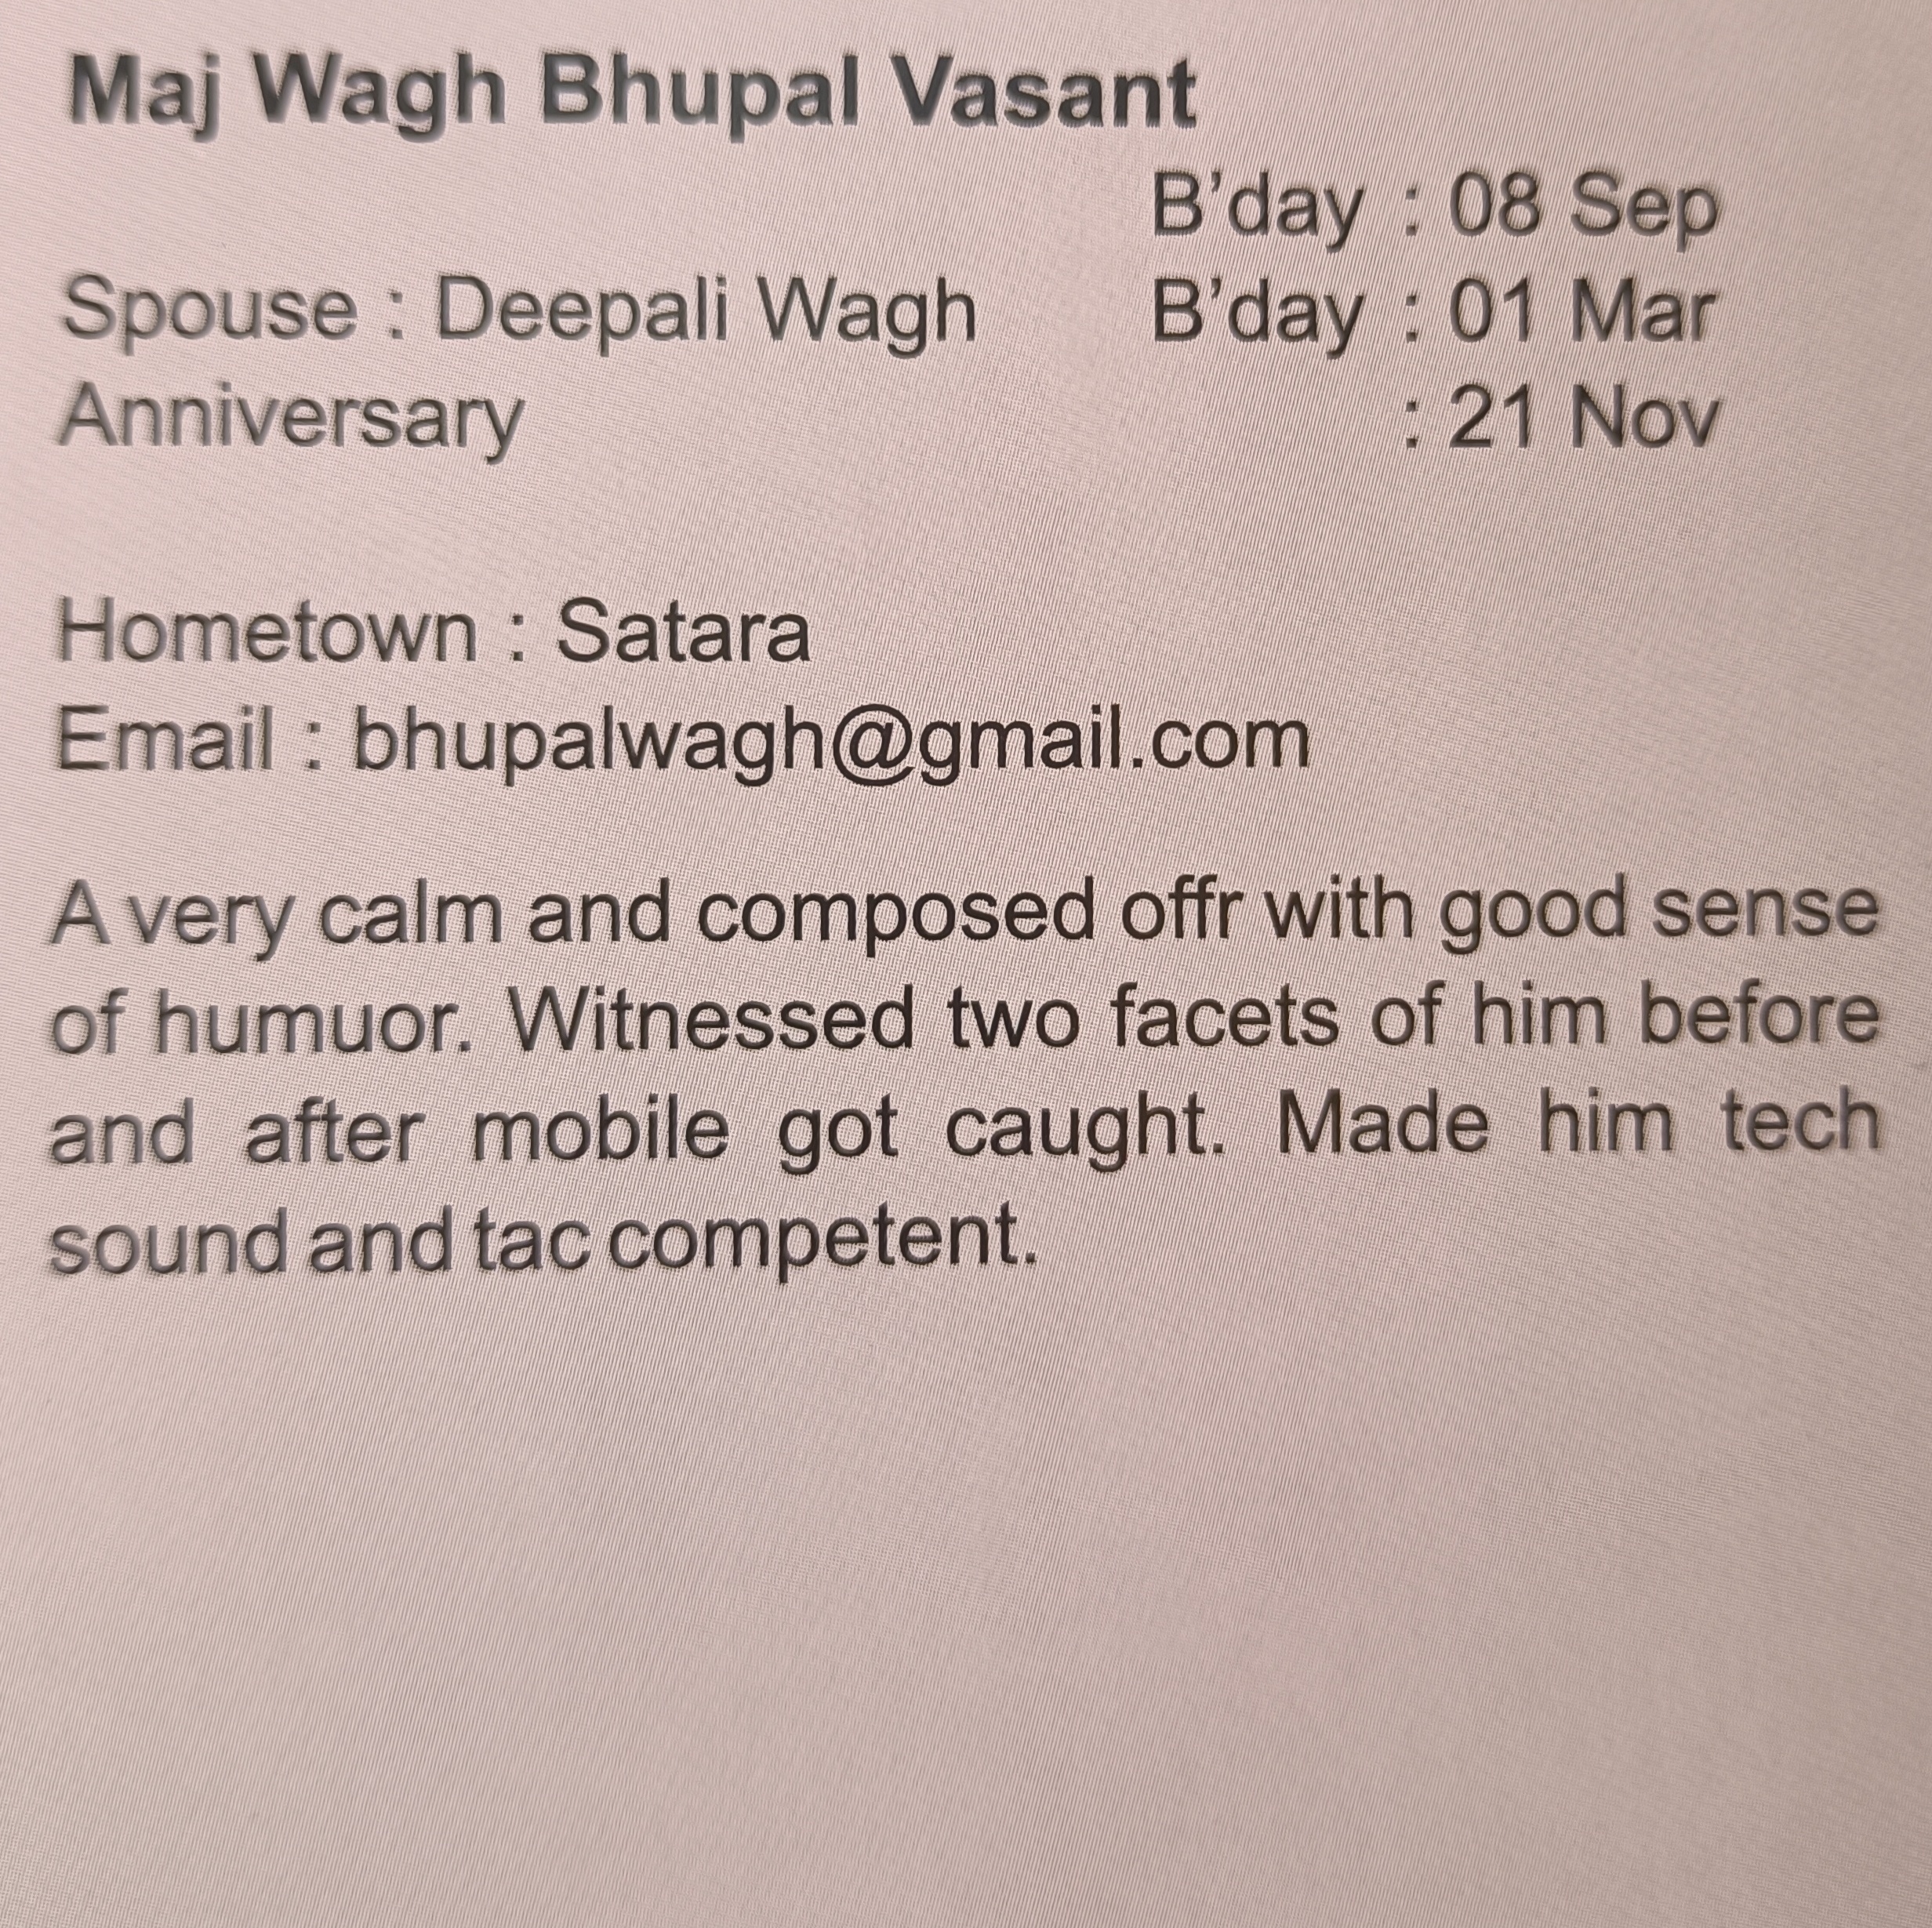 Maj Wagh Bhupal Vasant
B’day : 08 Sep
Spouse : Deepali Wagh B’day : 01 Mar
Anniversary : 21 Nov
Hometown : Satara
Email : bhupalwagh@gmail.com
A very calm and composed offr with good sense
of humuor. Witnessed two facets of him before
and after mobile got caught. Made him tech
sound and tac competent.